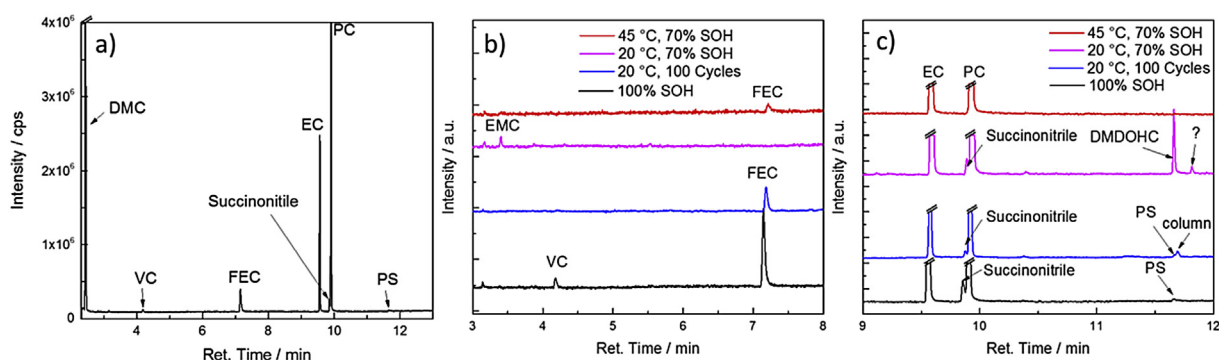 a)
4x10⁶
3x10⁶
2x10⁶
1x10⁶
0
Intensity / cps
DMC
VC
FEC
EC
Succinonitile
PC
PS
4 6 8 10 12
Ret. Time / min
b)
45 °C, 70% SOH
20 °C, 70% SOH
20 °C, 100 Cycles
100% SOH
Intensity / a.u.
FEC
EMC
FEC
VC
3 4 5 6 7 8
Ret. Time / min
c)
45 °C, 70% SOH
20 °C, 70% SOH
20 °C, 100 Cycles
100% SOH
Intensity / a.u.
EC PC
Succinonitrile
DMDOHC
?
Succinonitrile
PS
column
Succinonitrile
PS
9 10 11 12
Ret. Time / min